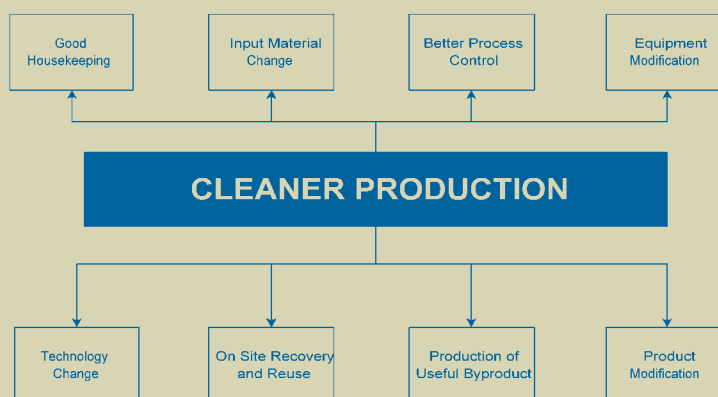 Good
Housekeeping
Input Material
Change
Better Process
Control
Equipment
Modification
CLEANER PRODUCTION
Technology
Change
On Site Recovery
and Reuse
Production of
Useful Byproduct
Product
Modification